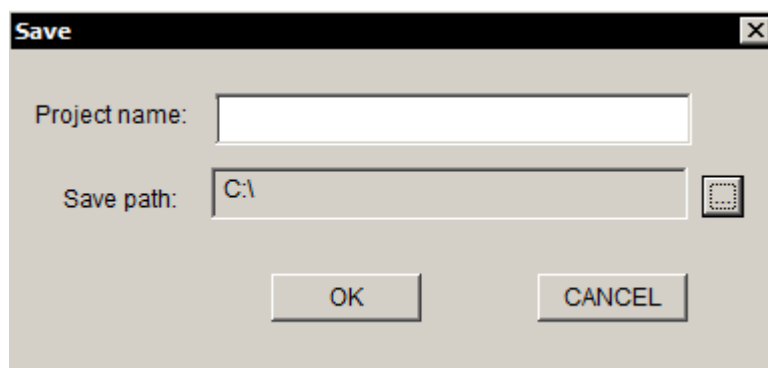 Save
Project name:
Save path: C:\
...
OK CANCEL